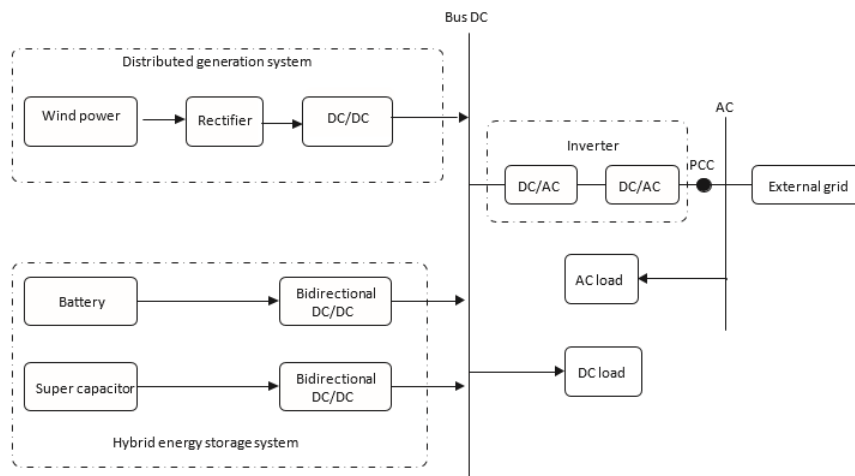 Bus DC
Distributed generation system
Wind power
Rectifier
DC/DC
AC
Inverter
PCC
DC/AC
DC/AC
External grid
AC load
Battery
Bidirectional
DC/DC
DC load
Super capacitor
Bidirectional
DC/DC
Hybrid energy storage system